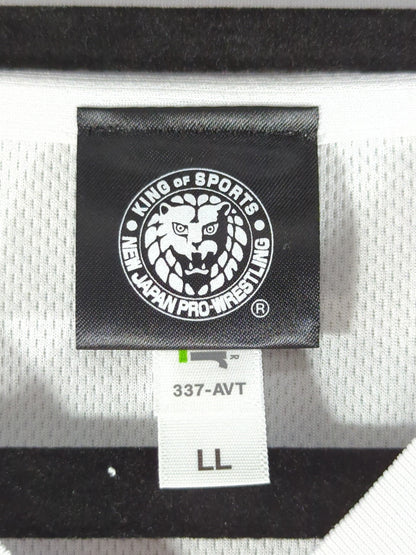 KING OF SPORTS
NEW JAPAN PRO-WRESTLING
®
337-AVT
LL